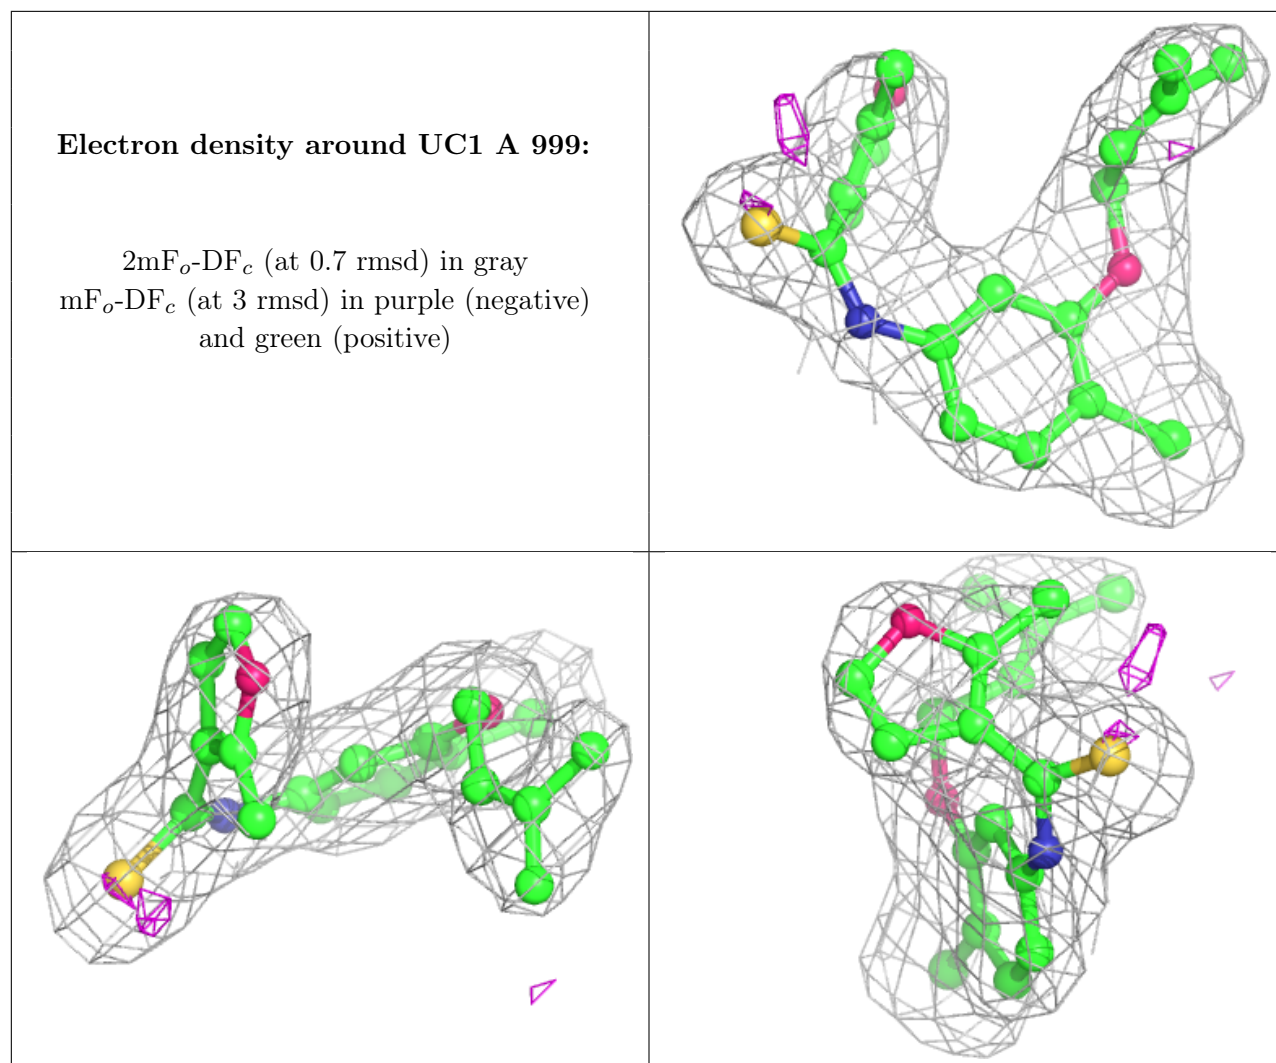 Electron density around UC1 A 999:
2mFo-DFc (at 0.7 rmsd) in gray
mFo-DFc (at 3 rmsd) in purple (negative)
and green (positive)